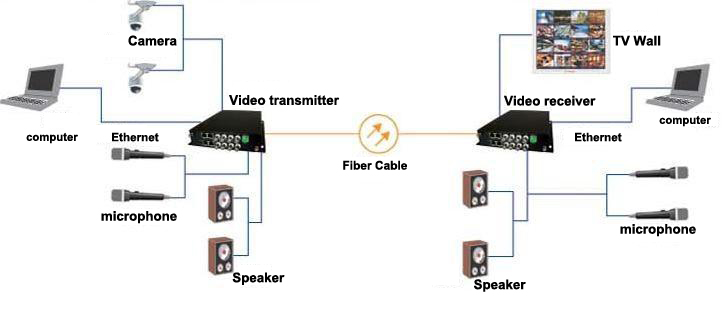 Camera
TV Wall
Video transmitter
Video receiver
computer
Ethernet
Fiber Cable
Ethernet
computer
microphone
microphone
Speaker
Speaker